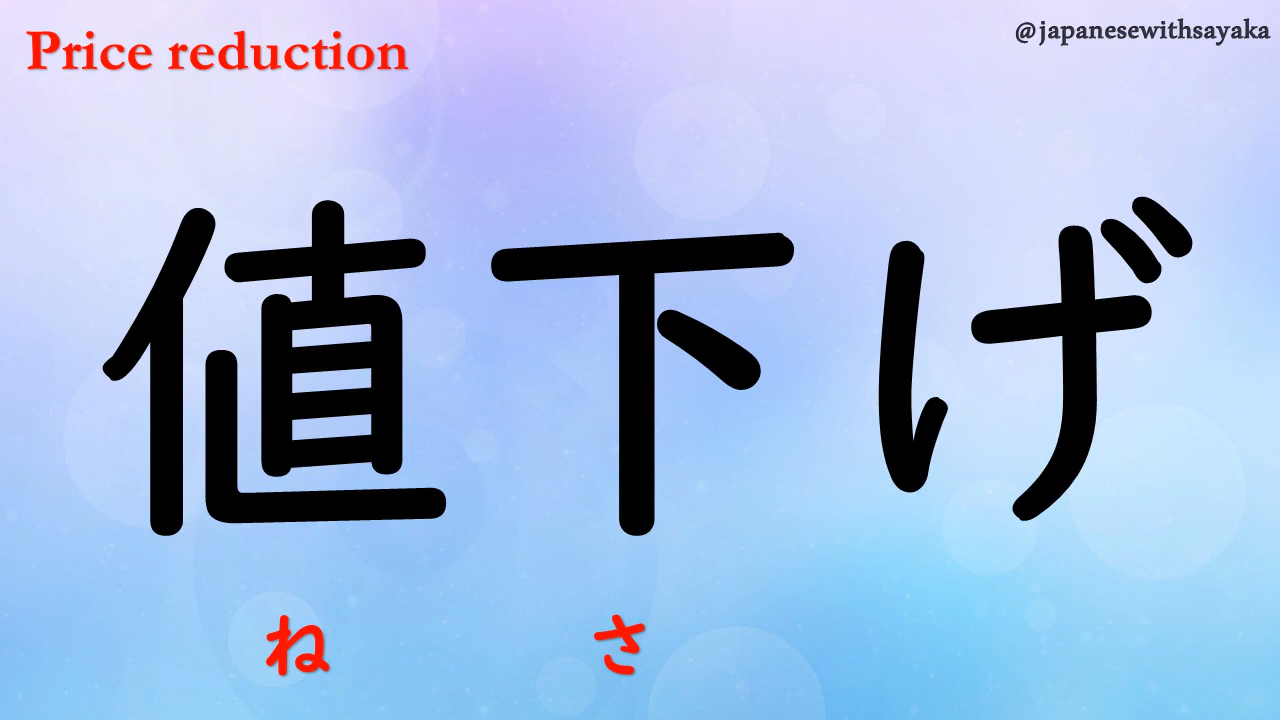 Price reduction
@japanesewithsayaka
値下げ
ね さ